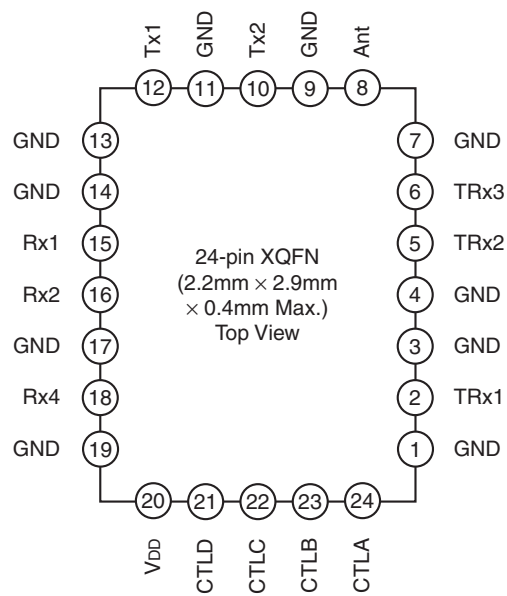 Tx1
GND
Tx2
GND
Ant
12
11
10
9
8
GND 13
7 GND
GND 14
6 TRx3
Rx1 15
5 TRx2
24-pin XQFN
(2.2mm × 2.9mm
× 0.4mm Max.)
Top View
Rx2 16
4 GND
GND 17
3 GND
Rx4 18
2 TRx1
GND 19
1 GND
20
21
22
23
24
VDD
CTLD
CTLC
CTLB
CTLA